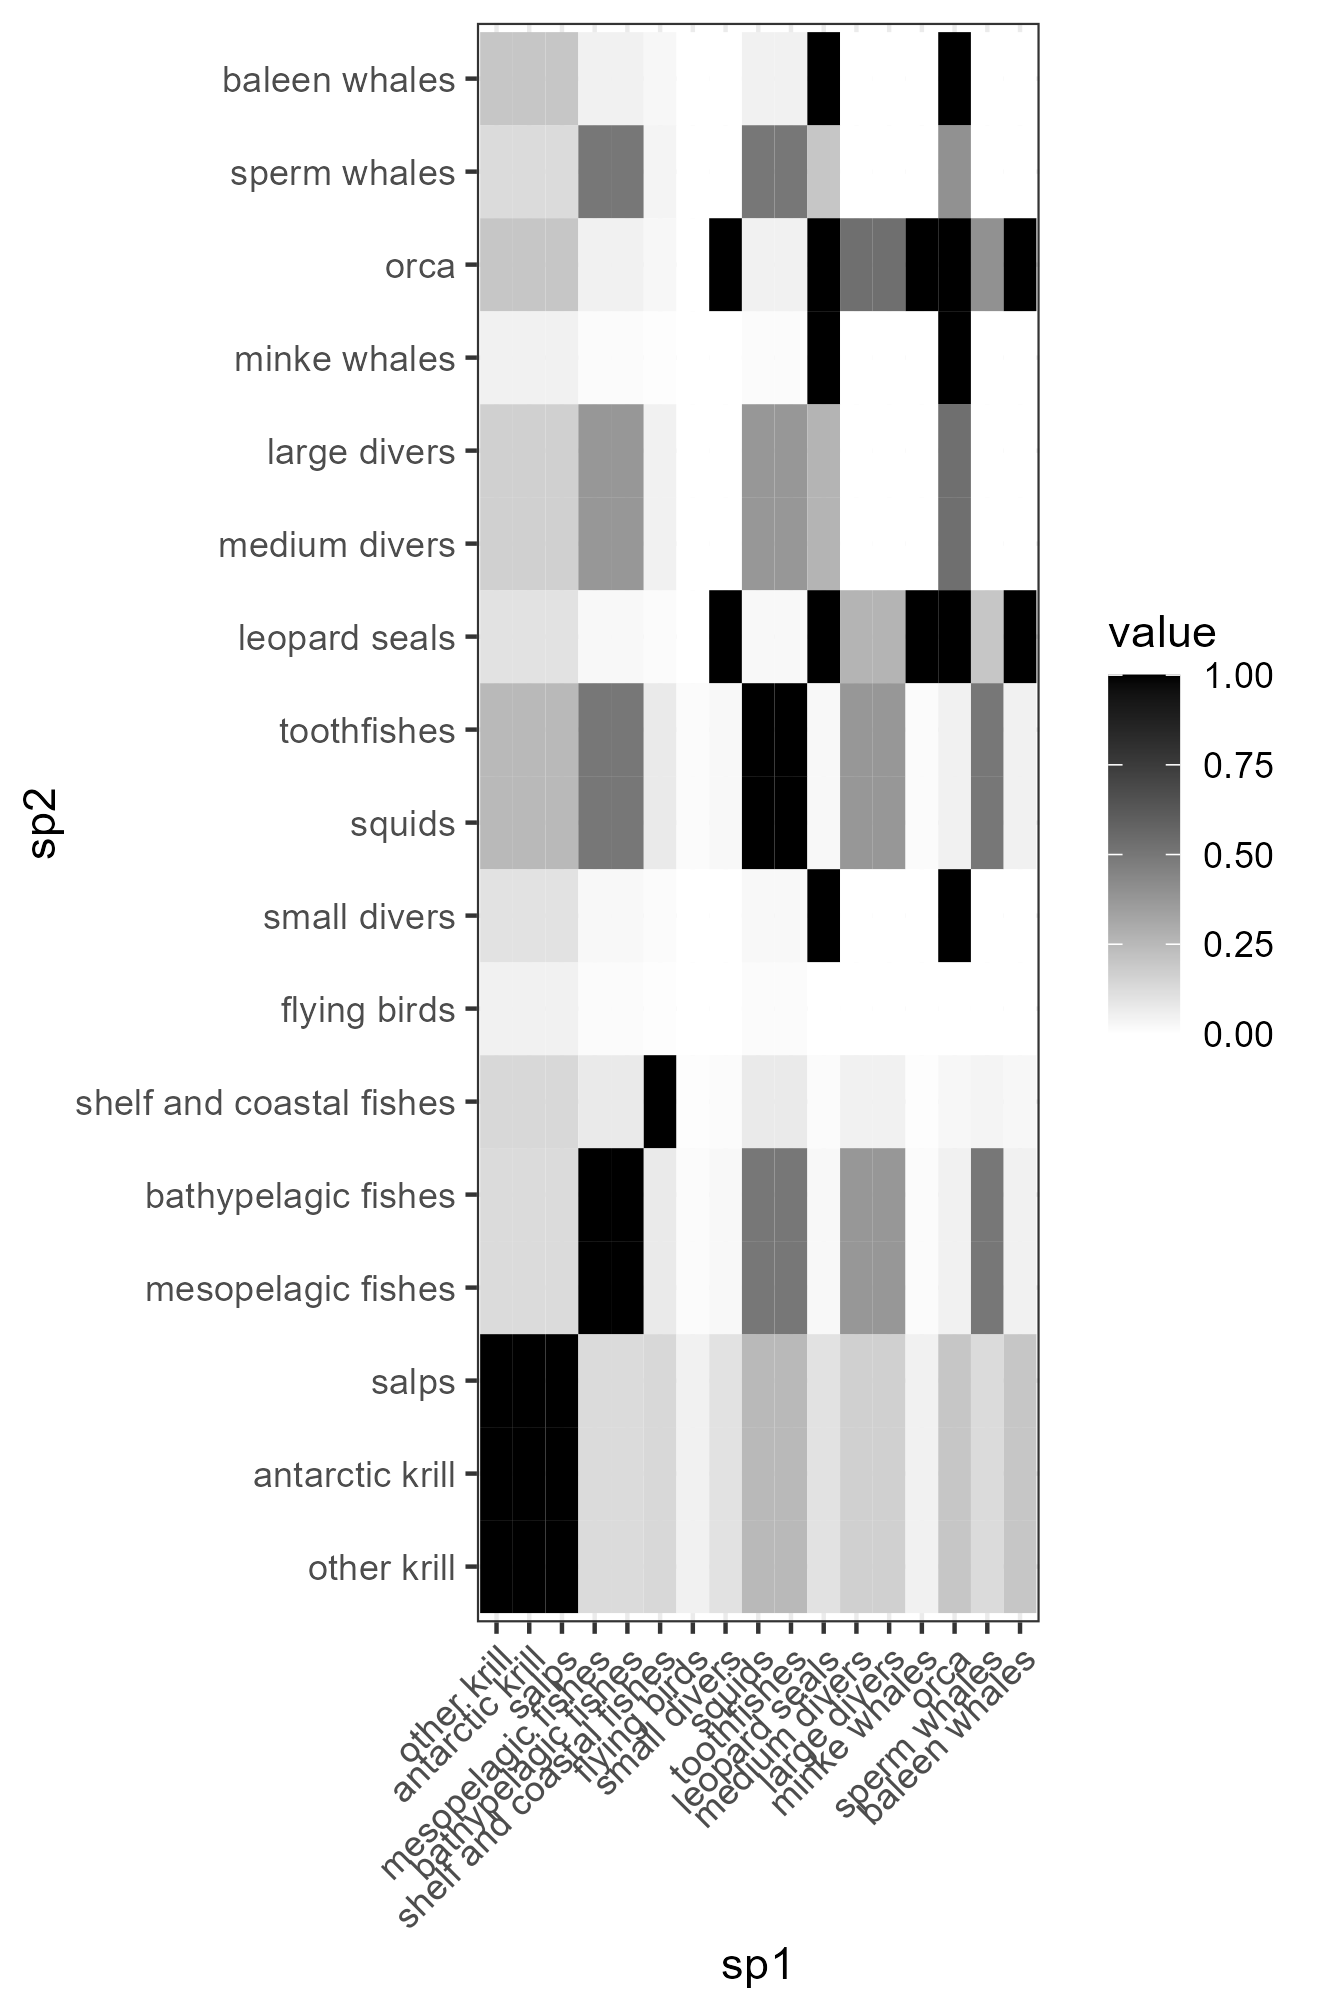 baleen whales
sperm whales
orca
minke whales
large divers
medium divers
leopard seals
toothfishes
squids
small divers
flying birds
shelf and coastal fishes
bathypelagic fishes
mesopelagic fishes
salps
antarctic krill
other krill
sp2
value
1.00
0.75
0.50
0.25
0.00
other krill
antarctic krill
salps
mesopelagic fishes
bathypelagic fishes
shelf and coastal fishes
flying birds
small divers
squids
toothfishes
leopard seals
medium divers
large divers
minke whales
orca
sperm whales
baleen whales
sp1